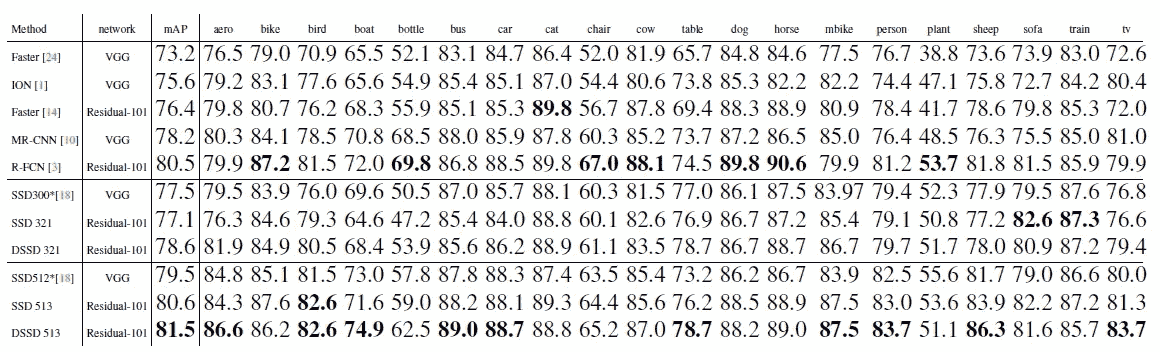 Method network mAP aero bike bird boat bottle bus car cat chair cow table dog horse mbike person plant sheep sofa train tv
Faster [24] VGG 73.2 76.5 79.0 70.9 65.5 52.1 83.1 84.7 86.4 52.0 81.9 65.7 84.8 84.6 77.5 76.7 38.8 73.6 73.9 83.0 72.6
ION [1] VGG 75.6 79.2 83.1 77.6 65.6 54.9 85.4 85.1 87.0 54.4 80.6 73.8 85.3 82.2 82.2 74.4 47.1 75.8 72.7 84.2 80.4
Faster [14] Residual-101 76.4 79.8 80.7 76.2 68.3 55.9 85.1 85.3 89.8 56.7 87.8 69.4 88.3 88.9 80.9 78.4 41.7 78.6 79.8 85.3 72.0
MR-CNN [10] VGG 78.2 80.3 84.1 78.5 70.8 68.5 88.0 85.9 87.8 60.3 85.2 73.7 87.2 86.5 85.0 76.4 48.5 76.3 75.5 85.0 81.0
R-FCN [3] Residual-101 80.5 79.9 87.2 81.5 72.0 69.8 86.8 88.5 89.8 67.0 88.1 74.5 89.8 90.6 79.9 81.2 53.7 81.8 81.5 85.9 79.9
SSD300*[18] VGG 77.5 79.5 83.9 76.0 69.6 50.5 87.0 85.7 88.1 60.3 81.5 77.0 86.1 87.5 83.97 79.4 52.3 77.9 79.5 87.6 76.8
SSD 321 Residual-101 77.1 76.3 84.6 79.3 64.6 47.2 85.4 84.0 88.8 60.1 82.6 76.9 86.7 87.2 85.4 79.1 50.8 77.2 82.6 87.3 76.6
DSSD 321 Residual-101 78.6 81.9 84.9 80.5 68.4 53.9 85.6 86.2 88.9 61.1 83.5 78.7 86.7 88.7 86.7 79.7 51.7 78.0 80.9 87.2 79.4
SSD512*[18] VGG 79.5 84.8 85.1 81.5 73.0 57.8 87.8 88.3 87.4 63.5 85.4 73.2 86.2 86.7 83.9 82.5 55.6 81.7 79.0 86.6 80.0
SSD 513 Residual-101 80.6 84.3 87.6 82.6 71.6 59.0 88.2 88.1 89.3 64.4 85.6 76.2 88.5 88.9 87.5 83.0 53.6 83.9 82.2 87.2 81.3
DSSD 513 Residual-101 81.5 86.6 86.2 82.6 74.9 62.5 89.0 88.7 88.8 65.2 87.0 78.7 88.2 89.0 87.5 83.7 51.1 86.3 81.6 85.7 83.7